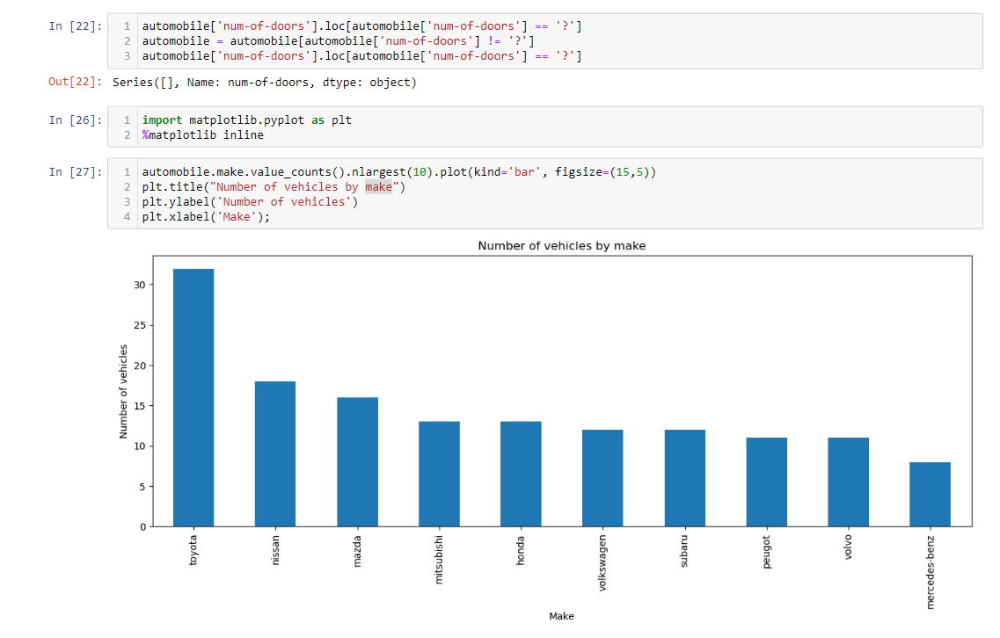 In [22]:
1 automobile['num-of-doors'].loc[automobile['num-of-doors'] == '?']
2 automobile = automobile[automobile['num-of-doors'] != '?']
3 automobile['num-of-doors'].loc[automobile['num-of-doors'] == '?']
Out[22]: Series([], Name: num-of-doors, dtype: object)
In [26]:
1 import matplotlib.pyplot as plt
2 %matplotlib inline
In [27]:
1 automobile.make.value_counts().nlargest(10).plot(kind='bar', figsize=(15,5))
2 plt.title("Number of vehicles by make")
3 plt.ylabel('Number of vehicles')
4 plt.xlabel('Make');
Number of vehicles by make
Number of vehicles
30
25
20
15
10
5
0
toyota
nissan
mazda
mitsubishi
honda
volkswagen
subaru
peugot
volvo
mercedes-benz
Make